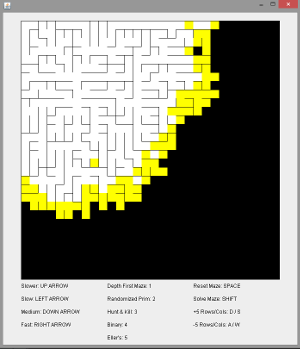 Slower: UP ARROW Depth First Maze: 1 Reset Maze: SPACE
Slow: LEFT ARROW Randomized Prim: 2 Solve Maze: SHIFT
Medium: DOWN ARROW Hunt & Kill: 3 +5 Rows/Cols: D / S
Fast: RIGHT ARROW Binary: 4 -5 Rows/Cols: A / W
Eller's: 5